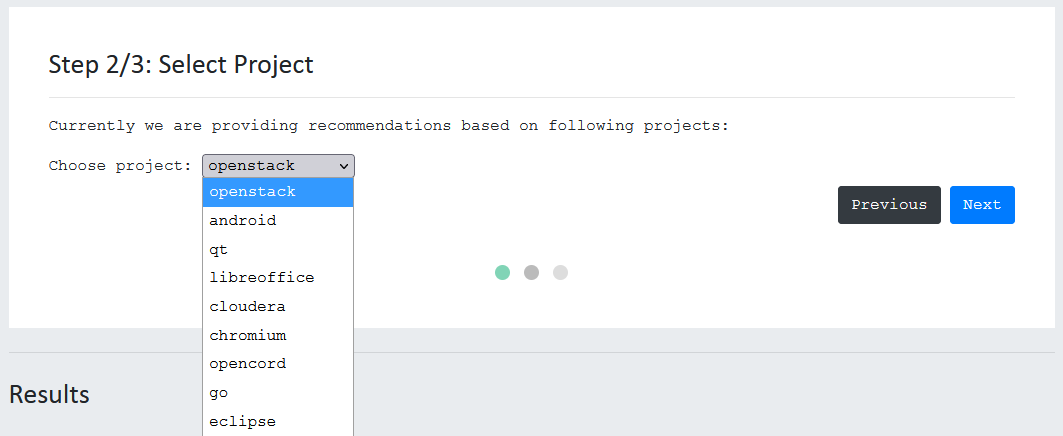 Step 2/3: Select Project
Currently we are providing recommendations based on following projects:
Choose project: openstack
openstack
android
qt
libreoffice
cloudera
chromium
opencord
go
eclipse
Previous Next
Results